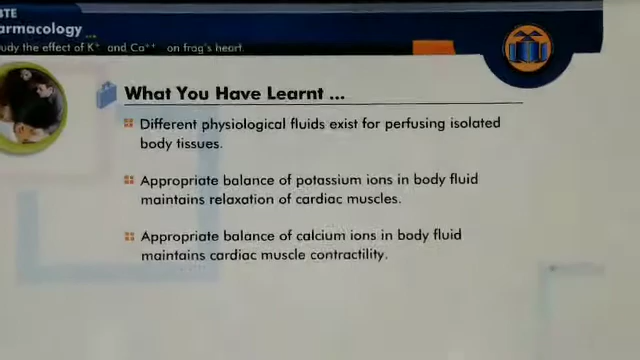 BTE
armacology ...
udy the effect of K⁺ and Ca⁺⁺ on frog's heart.
What You Have Learnt ...
Different physiological fluids exist for perfusing isolated
body tissues.
Appropriate balance of potassium ions in body fluid
maintains relaxation of cardiac muscles.
Appropriate balance of calcium ions in body fluid
maintains cardiac muscle contractility.